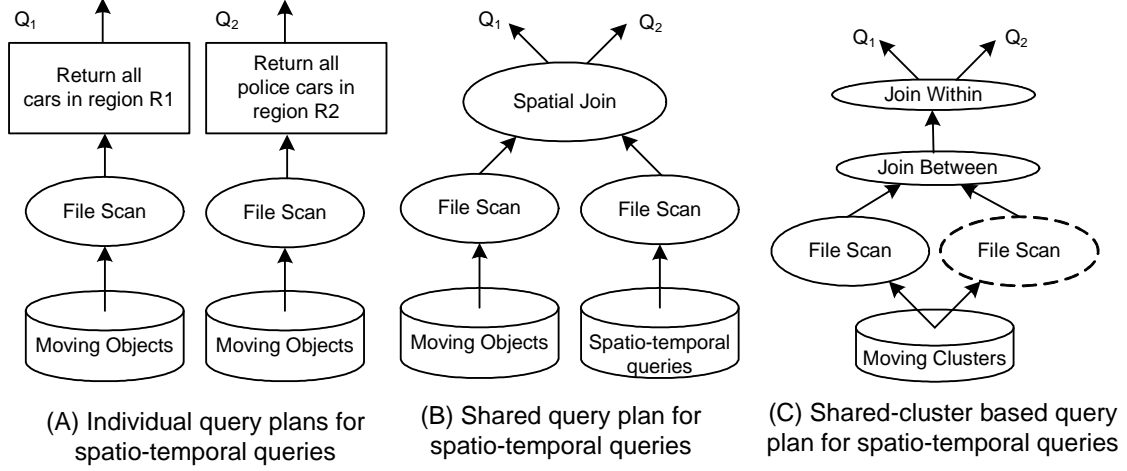 Q1
Return all
cars in region R1
File Scan
Moving Objects
Q2
Return all
police cars in
region R2
File Scan
Moving Objects
(A) Individual query plans for
spatio-temporal queries
Q1
Q2
Spatial Join
File Scan
File Scan
Moving Objects
Spatio-temporal
queries
(B) Shared query plan for
spatio-temporal queries
Q1
Q2
Join Within
Join Between
File Scan
File Scan
Moving Clusters
(C) Shared-cluster based query
plan for spatio-temporal queries